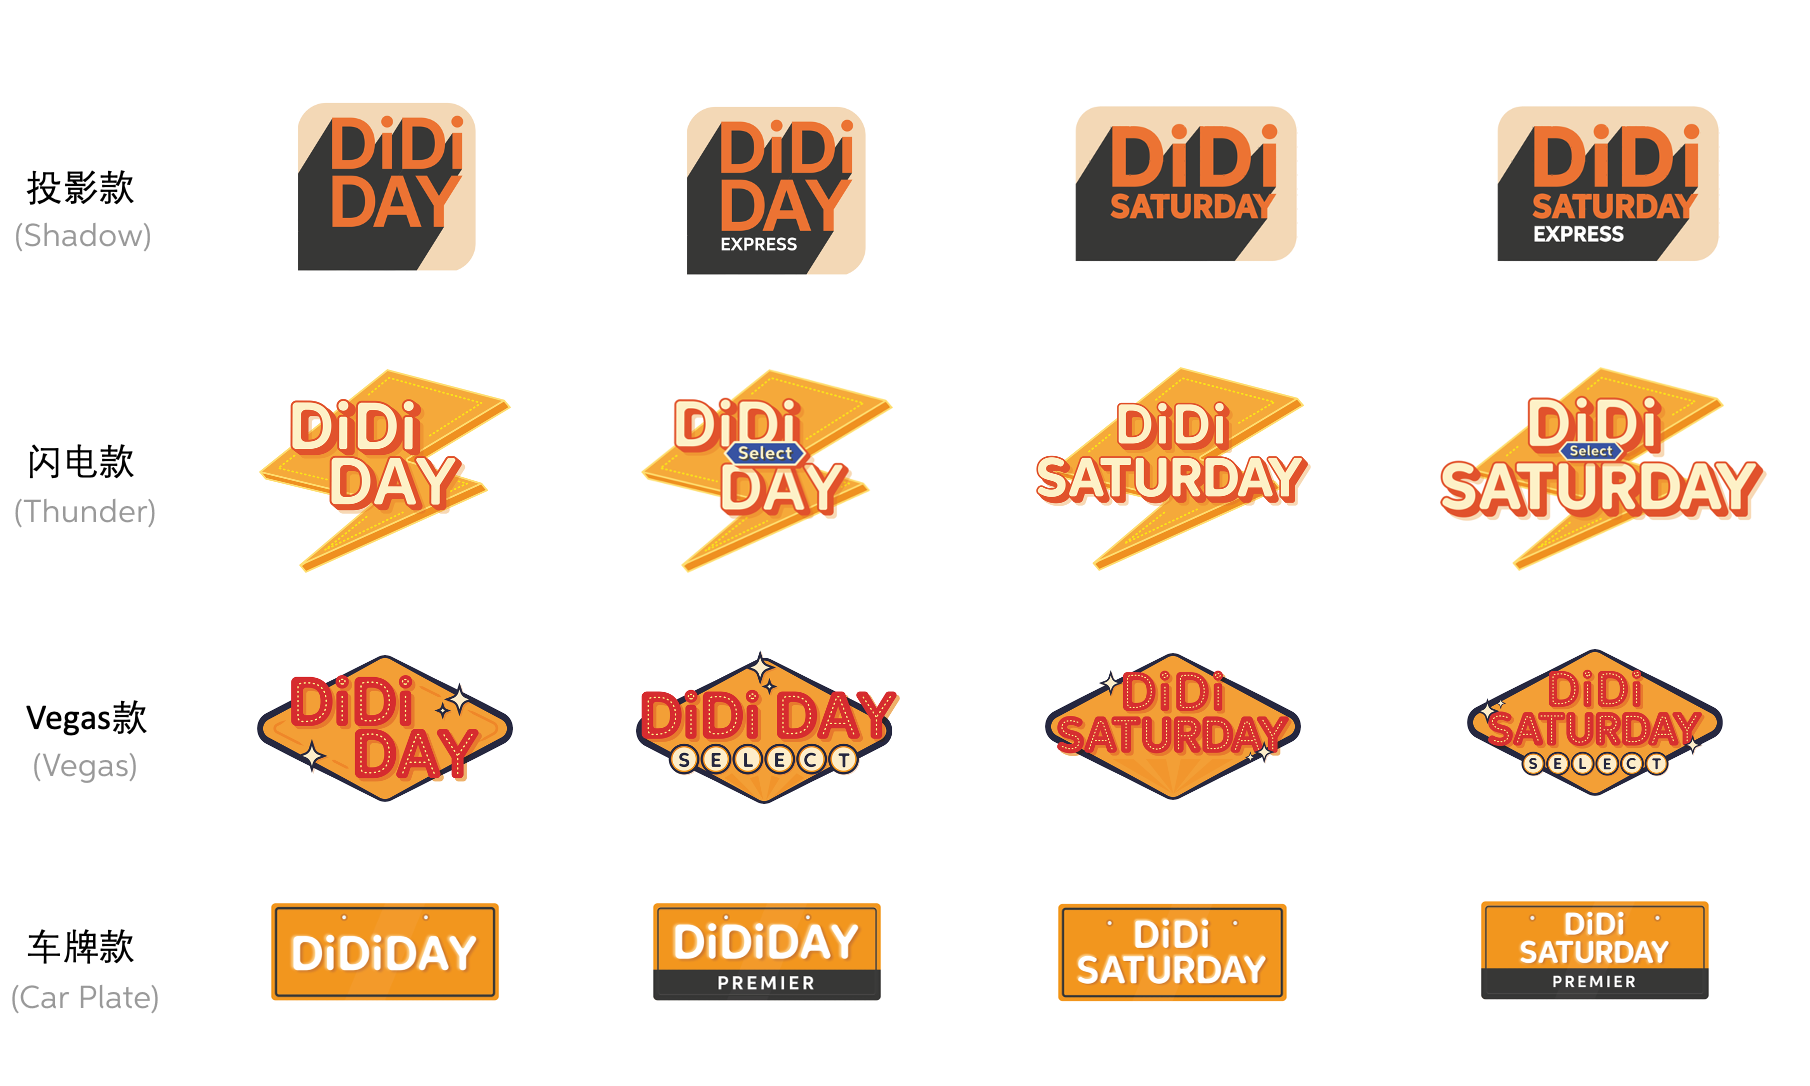 投影款
(Shadow)
DiDi
DAY
DiDi
DAY
EXPRESS
DiDi
SATURDAY
DiDi
SATURDAY
EXPRESS
闪电款
(Thunder)
DiDi
DAY
DiDi
Select
DAY
DiDi
SATURDAY
DiDi
Select
SATURDAY
Vegas款
(Vegas)
DiDi
DAY
DiDi DAY
SELECT
DiDi
SATURDAY
DiDi
SATURDAY
SELECT
车牌款
(Car Plate)
DiDiDAY
DiDiDAY
PREMIER
DiDi
SATURDAY
DiDi
SATURDAY
PREMIER